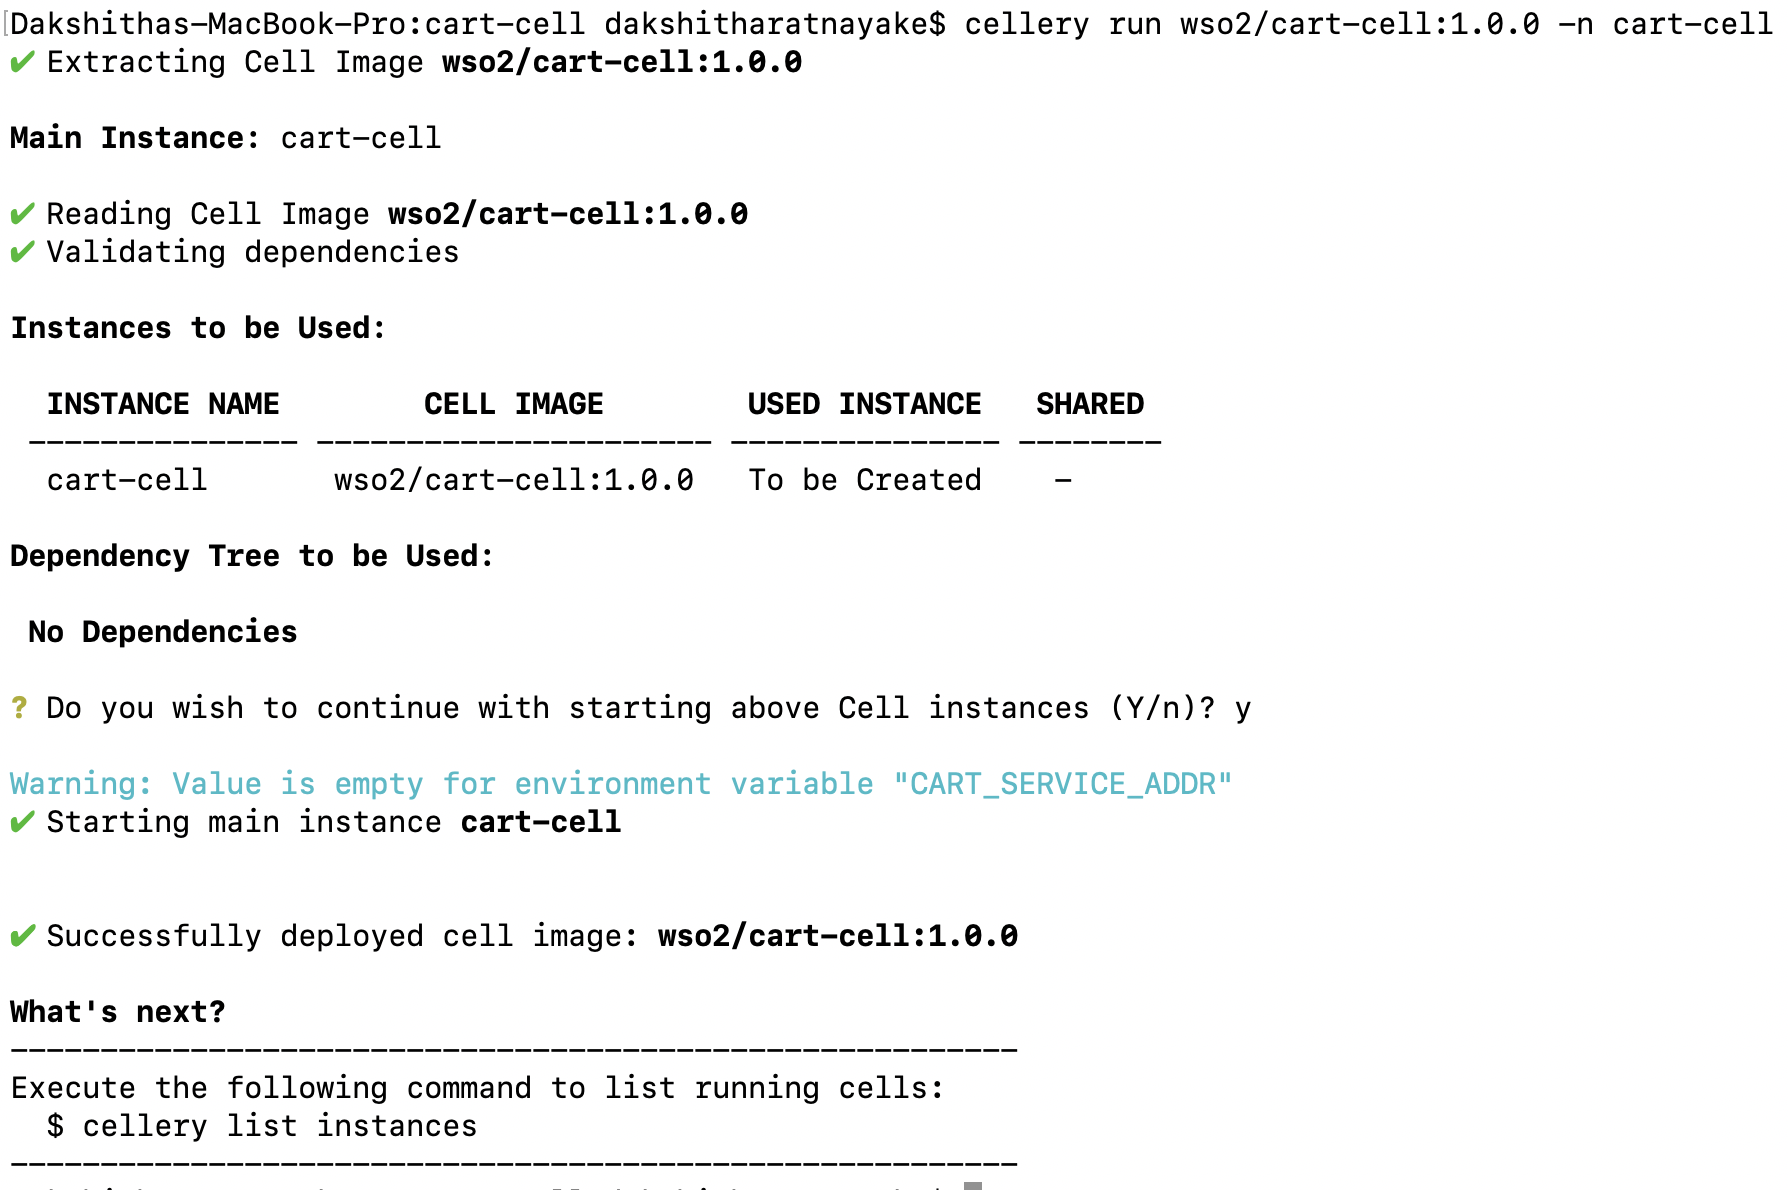 Dakshithas-MacBook-Pro:cart-cell dakshitharatnayake$ cellery run wso2/cart-cell:1.0.0 -n cart-cell
✔ Extracting Cell Image wso2/cart-cell:1.0.0
Main Instance: cart-cell
✔ Reading Cell Image wso2/cart-cell:1.0.0
✔ Validating dependencies
Instances to be Used:
INSTANCE NAME CELL IMAGE USED INSTANCE SHARED
--------------- ---------------------- --------------- --------
cart-cell wso2/cart-cell:1.0.0 To be Created -
Dependency Tree to be Used:
No Dependencies
? Do you wish to continue with starting above Cell instances (Y/n)? y
Warning: Value is empty for environment variable "CART_SERVICE_ADDR"
✔ Starting main instance cart-cell
✔ Successfully deployed cell image: wso2/cart-cell:1.0.0
What's next?
--------------------------------------------------------
Execute the following command to list running cells:
$ cellery list instances
--------------------------------------------------------